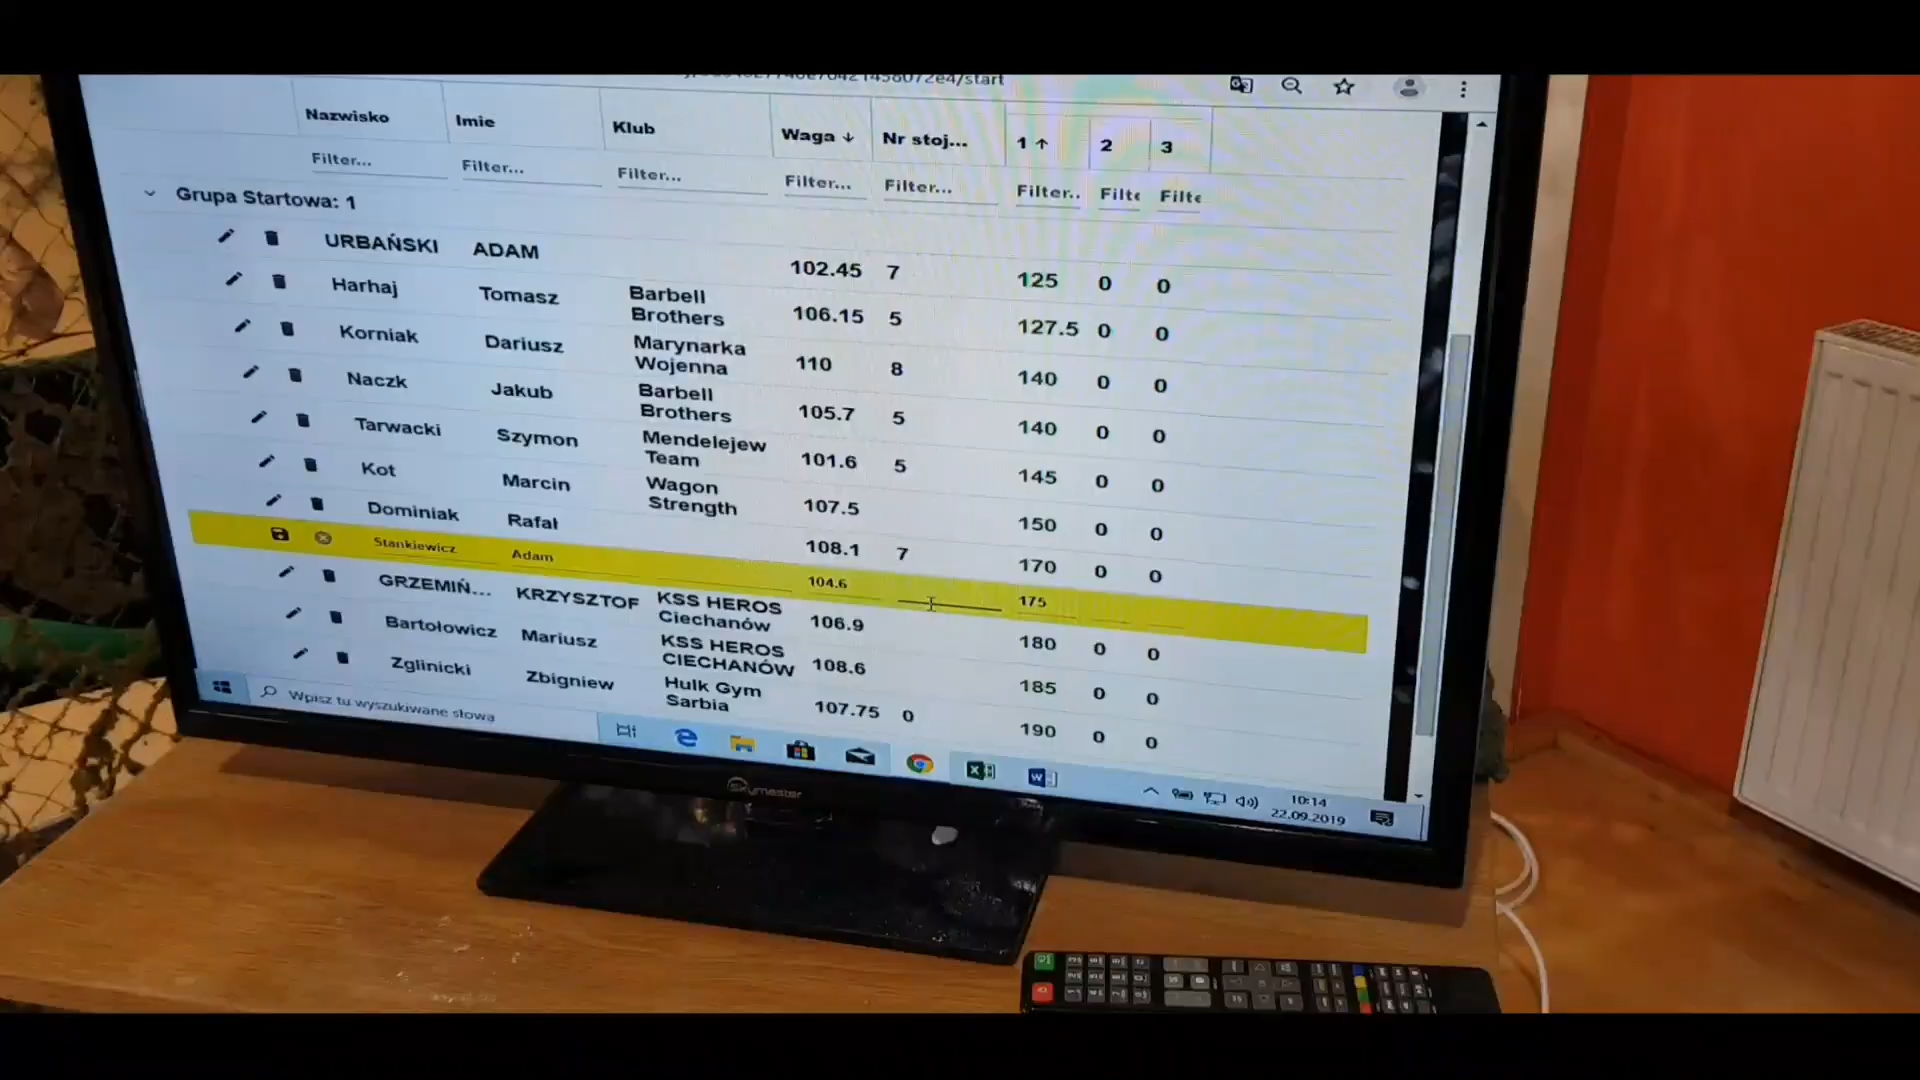 /start
Nazwisko Imie Klub Waga ↓ Nr stoj... 1 ↑ 2 3
Filter... Filter... Filter... Filter... Filter... Filter.. Filte Filte
Grupa Startowa: 1
URBAŃSKI ADAM 102.45 7 125 0 0
Harhaj Tomasz Barbell Brothers 106.15 5 127.5 0 0
Korniak Dariusz Marynarka Wojenna 110 8 140 0 0
Naczk Jakub Barbell Brothers 105.7 5 140 0 0
Tarwacki Szymon Mendelejew Team 101.6 5 145 0 0
Kot Marcin Wagon Strength 107.5 150 0 0
Dominiak Rafał 108.1 7 170 0 0
Stankiewicz Adam 104.6 175
GRZEMIŃ... KRZYSZTOF KSS HEROS Ciechanów 106.9 180 0 0
Bartołowicz Mariusz KSS HEROS CIECHANÓW 108.6 185 0 0
Zglinicki Zbigniew Hulk Gym Sarbia 107.75 0 190 0 0
Wpisz tu wyszukiwane słowa
10:14
22.09.2019
Skymaster